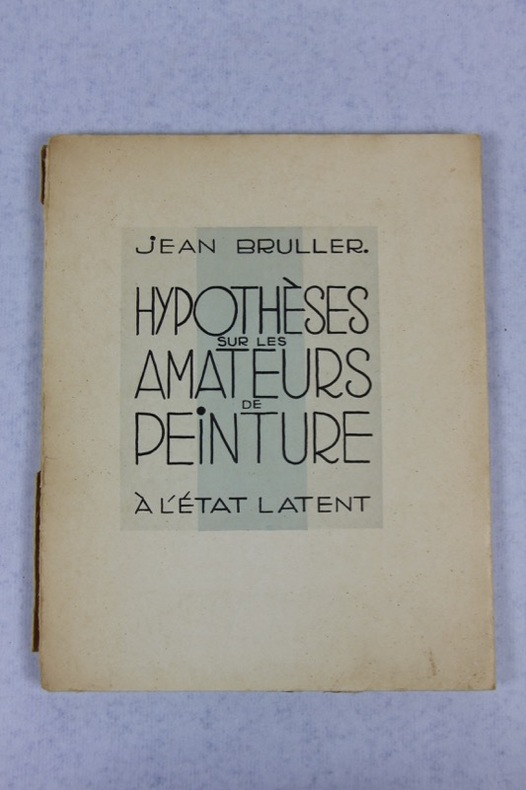 JEAN BRULLER.
HYPOTHÈSES
SUR LES
AMATEURS
DE
PEINTURE
À L'ÉTAT LATENT